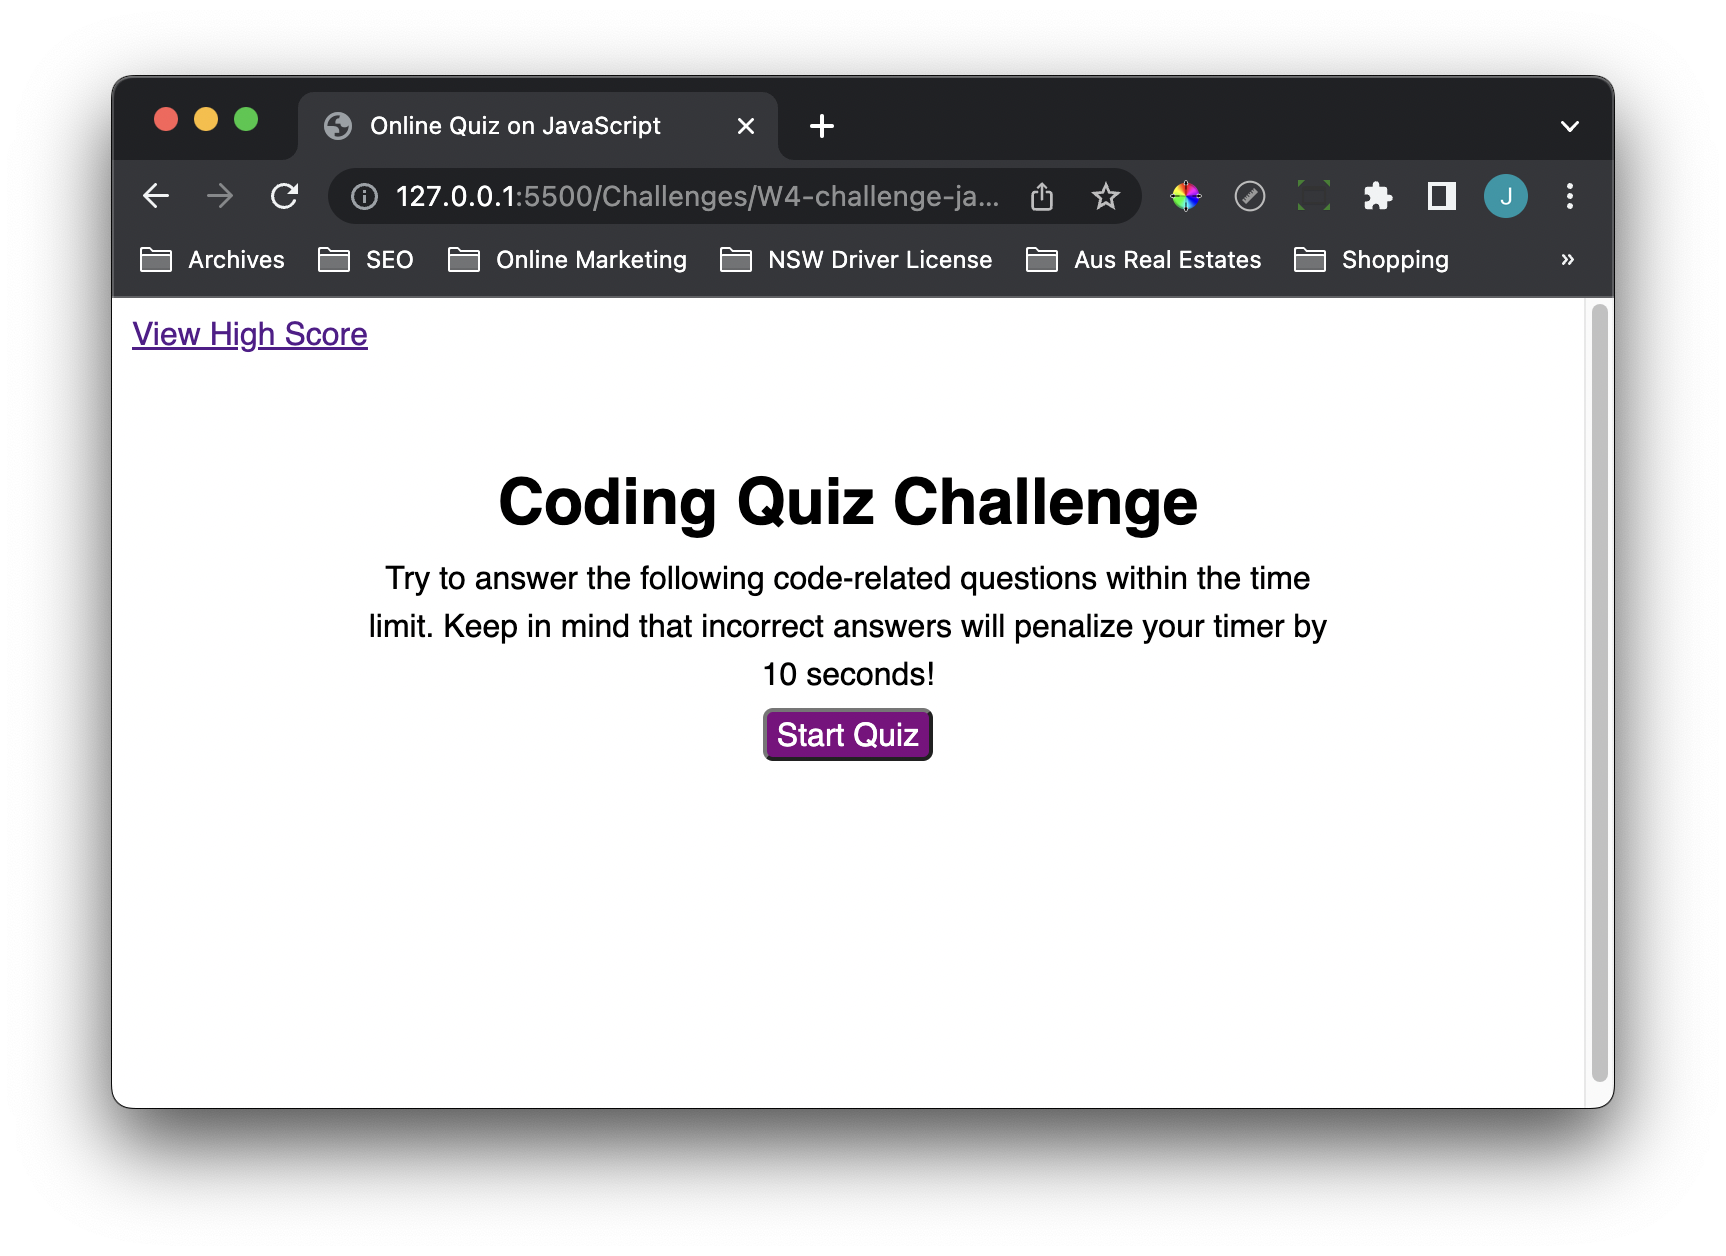 Online Quiz on JavaScript
127.0.0.1:5500/Challenges/W4-challenge-ja...
J
Archives SEO Online Marketing NSW Driver License Aus Real Estates Shopping »
View High Score
Coding Quiz Challenge
Try to answer the following code-related questions within the time
limit. Keep in mind that incorrect answers will penalize your timer by
10 seconds!
Start Quiz